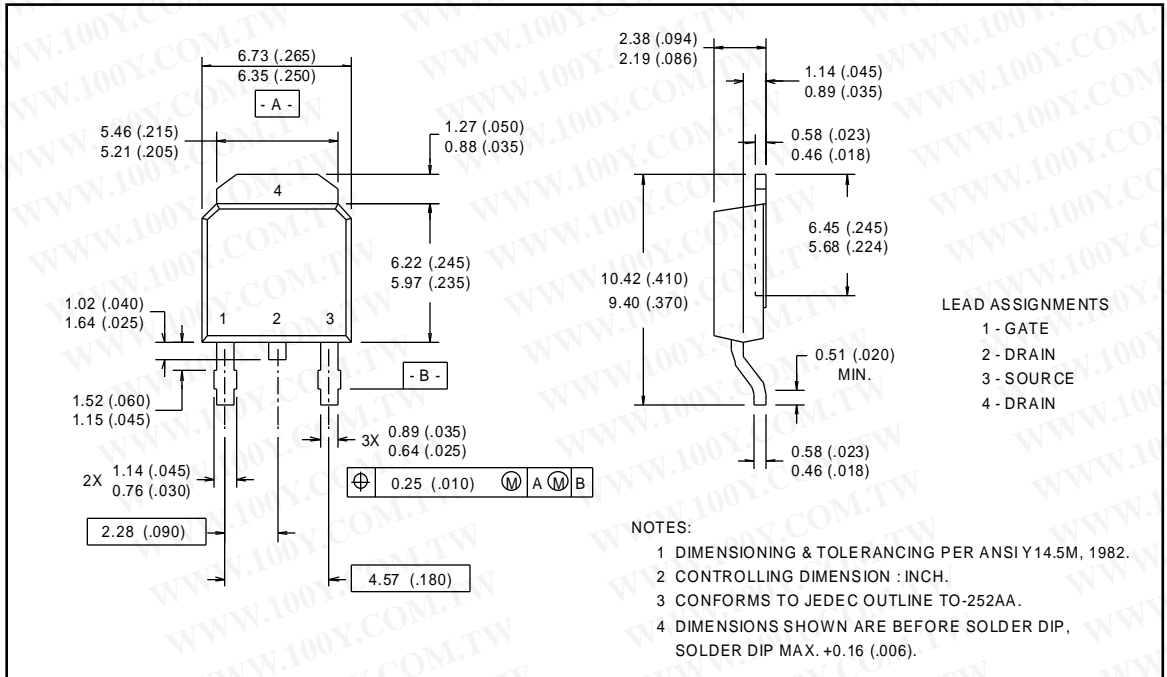 6.73 (.265)
6.35 (.250)
- A -
5.46 (.215)
5.21 (.205)
1.27 (.050)
0.88 (.035)
4
6.22 (.245)
5.97 (.235)
1.02 (.040)
1.64 (.025)
1 2 3
- B -
1.52 (.060)
1.15 (.045)
3X 0.89 (.035)
0.64 (.025)
2X 1.14 (.045)
0.76 (.030)
⌖ 0.25 (.010) Ⓜ A Ⓜ B
2.28 (.090)
4.57 (.180)
2.38 (.094)
2.19 (.086)
1.14 (.045)
0.89 (.035)
0.58 (.023)
0.46 (.018)
6.45 (.245)
5.68 (.224)
10.42 (.410)
9.40 (.370)
0.51 (.020)
MIN.
0.58 (.023)
0.46 (.018)
LEAD ASSIGNMENTS
1 - GATE
2 - DRAIN
3 - SOURCE
4 - DRAIN
NOTES:
1 DIMENSIONING & TOLERANCING PER ANSI Y14.5M, 1982.
2 CONTROLLING DIMENSION : INCH.
3 CONFORMS TO JEDEC OUTLINE TO-252AA.
4 DIMENSIONS SHOWN ARE BEFORE SOLDER DIP,
SOLDER DIP MAX. +0.16 (.006).
WWW.100Y.COM.TW